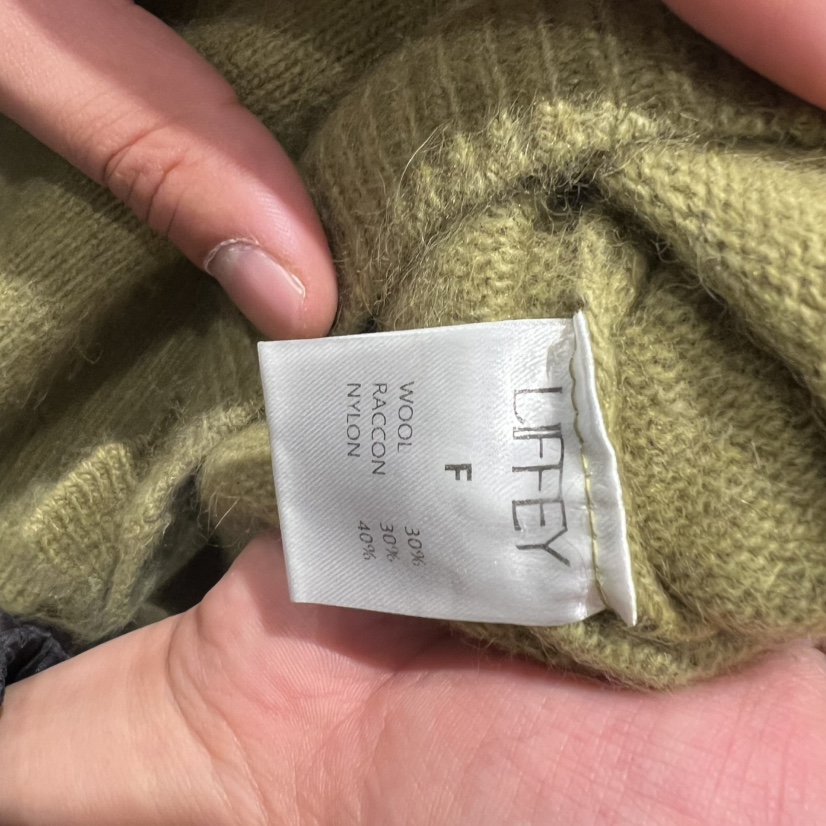 LIFFEY
F
WOOL 30%
RACCON 30%
NYLON 40%